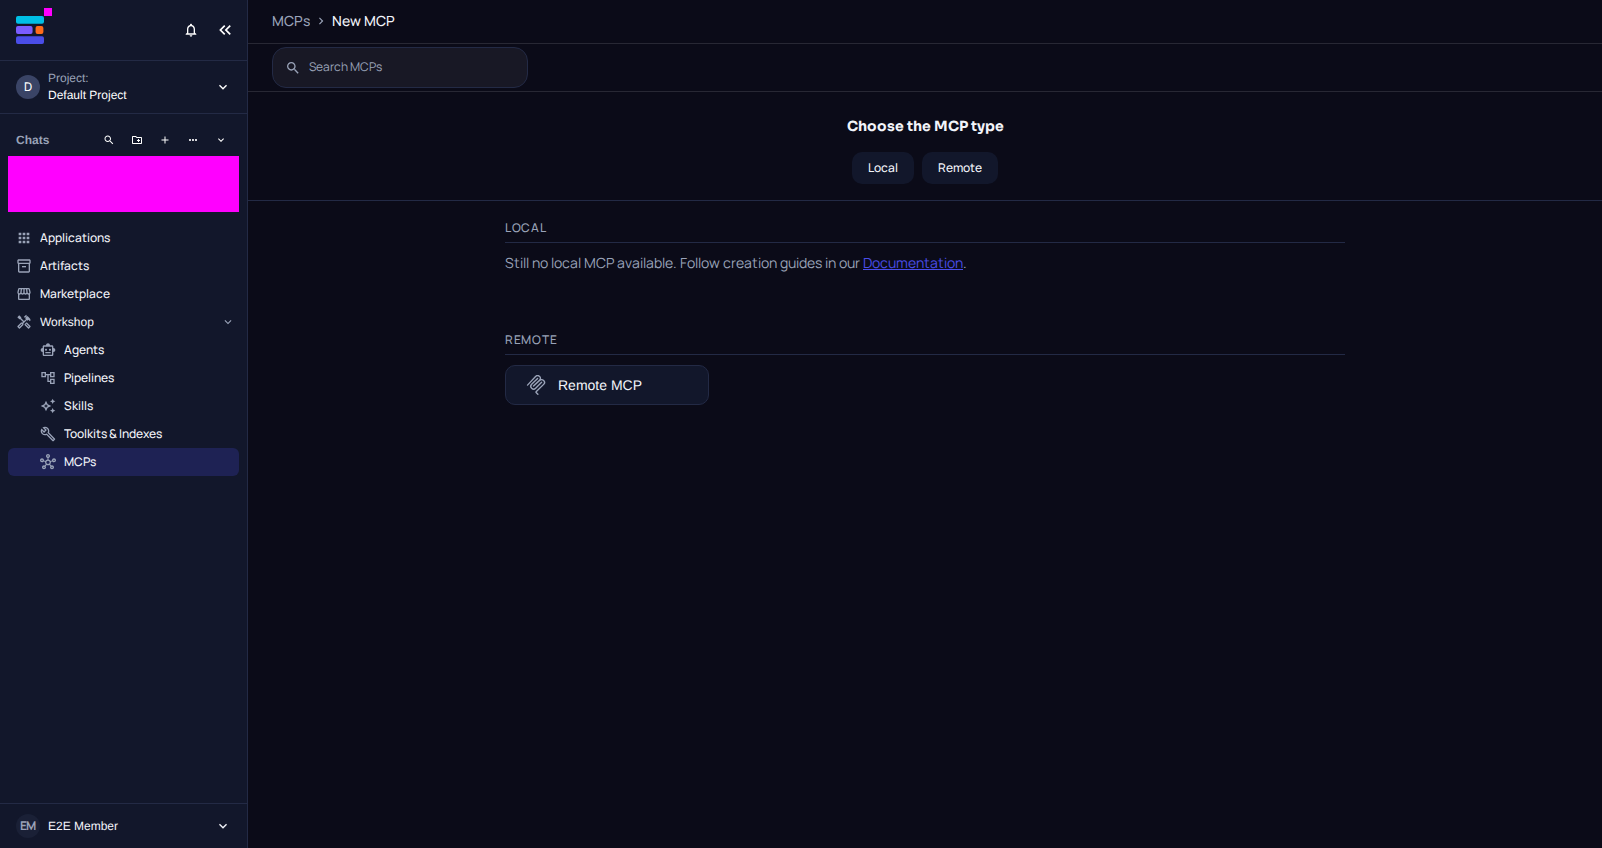 MCPs > New MCP
Project:
D
Default Project
Search MCPs
Chats
Choose the MCP type
Local
Remote
Applications
Artifacts
Marketplace
Workshop
Agents
Pipelines
Skills
Toolkits & Indexes
MCPs
LOCAL
Still no local MCP available. Follow creation guides in our Documentation.
REMOTE
Remote MCP
EM
E2E Member